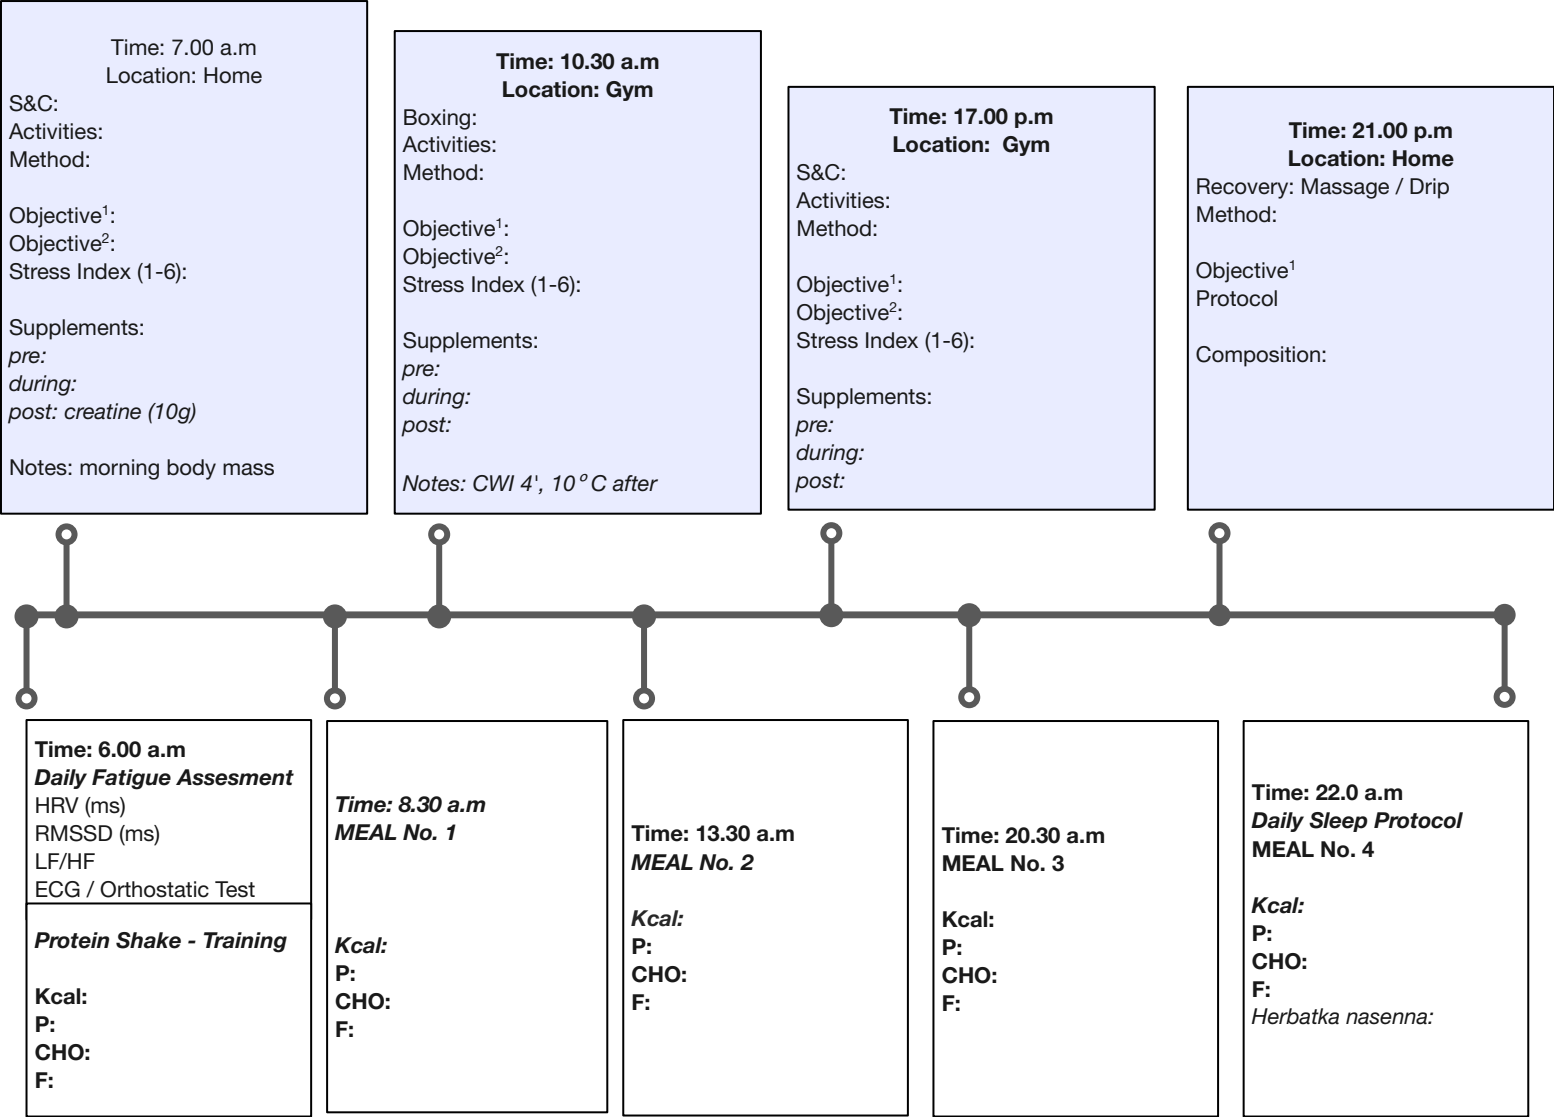 Time: 7.00 a.m
Location: Home
S&C:
Activities:
Method:
Objective¹:
Objective²:
Stress Index (1-6):
Supplements:
pre:
during:
post: creatine (10g)
Notes: morning body mass
Time: 10.30 a.m
Location: Gym
Boxing:
Activities:
Method:
Objective¹:
Objective²:
Stress Index (1-6):
Supplements:
pre:
during:
post:
Notes: CWI 4', 10° C after
Time: 17.00 p.m
Location: Gym
S&C:
Activities:
Method:
Objective¹:
Objective²:
Stress Index (1-6):
Supplements:
pre:
during:
post:
Time: 21.00 p.m
Location: Home
Recovery: Massage / Drip
Method:
Objective¹
Protocol
Composition:
Time: 6.00 a.m
Daily Fatigue Assesment
HRV (ms)
RMSSD (ms)
LF/HF
ECG / Orthostatic Test
Protein Shake - Training
Kcal:
P:
CHO:
F:
Time: 8.30 a.m
MEAL No. 1
Kcal:
P:
CHO:
F:
Time: 13.30 a.m
MEAL No. 2
Kcal:
P:
CHO:
F:
Time: 20.30 a.m
MEAL No. 3
Kcal:
P:
CHO:
F:
Time: 22.0 a.m
Daily Sleep Protocol
MEAL No. 4
Kcal:
P:
CHO:
F:
Herbatka nasenna: